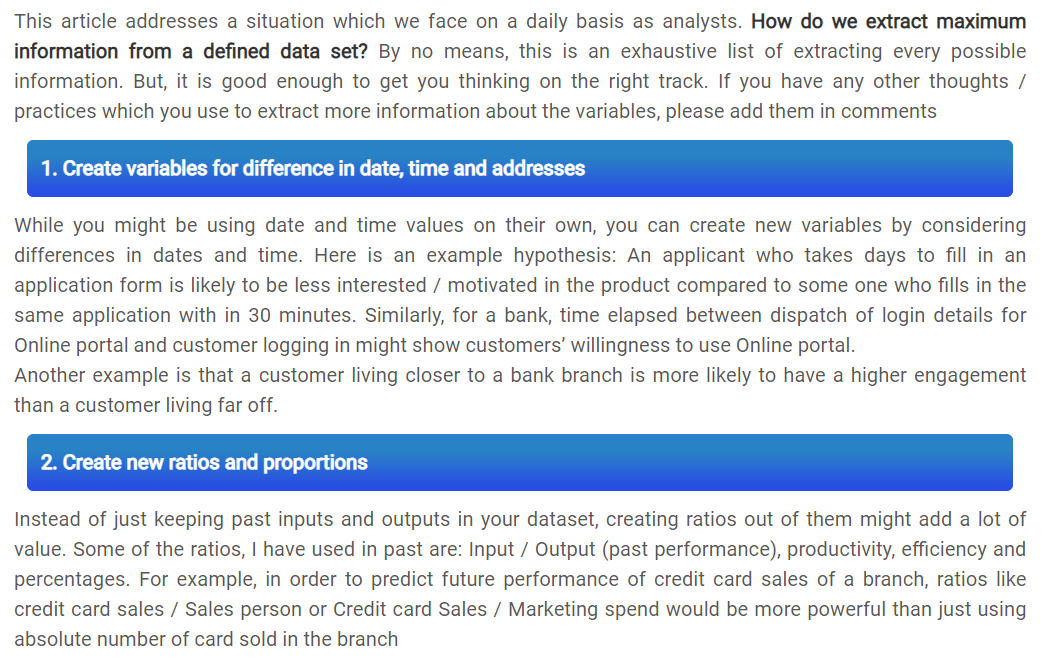 This article addresses a situation which we face on a daily basis as analysts. How do we extract maximum
information from a defined data set? By no means, this is an exhaustive list of extracting every possible
information. But, it is good enough to get you thinking on the right track. If you have any other thoughts /
practices which you use to extract more information about the variables, please add them in comments
1. Create variables for difference in date, time and addresses
While you might be using date and time values on their own, you can create new variables by considering
differences in dates and time. Here is an example hypothesis: An applicant who takes days to fill in an
application form is likely to be less interested / motivated in the product compared to some one who fills in the
same application with in 30 minutes. Similarly, for a bank, time elapsed between dispatch of login details for
Online portal and customer logging in might show customers’ willingness to use Online portal.
Another example is that a customer living closer to a bank branch is more likely to have a higher engagement
than a customer living far off.
2. Create new ratios and proportions
Instead of just keeping past inputs and outputs in your dataset, creating ratios out of them might add a lot of
value. Some of the ratios, I have used in past are: Input / Output (past performance), productivity, efficiency and
percentages. For example, in order to predict future performance of credit card sales of a branch, ratios like
credit card sales / Sales person or Credit card Sales / Marketing spend would be more powerful than just using
absolute number of card sold in the branch